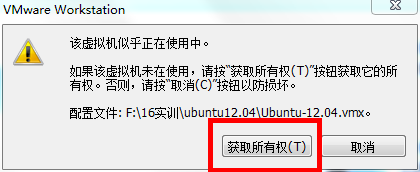 VMware Workstation
该虚拟机似乎正在使用中。
如果该虚拟机未在使用，请按“获取所有权(T)”按钮获取它的所
有权。否则，请按“取消(C)”按钮以防损坏。
配置文件: F:\16实训\ubuntu12.04\Ubuntu-12.04.vmx。
获取所有权(T)
取消